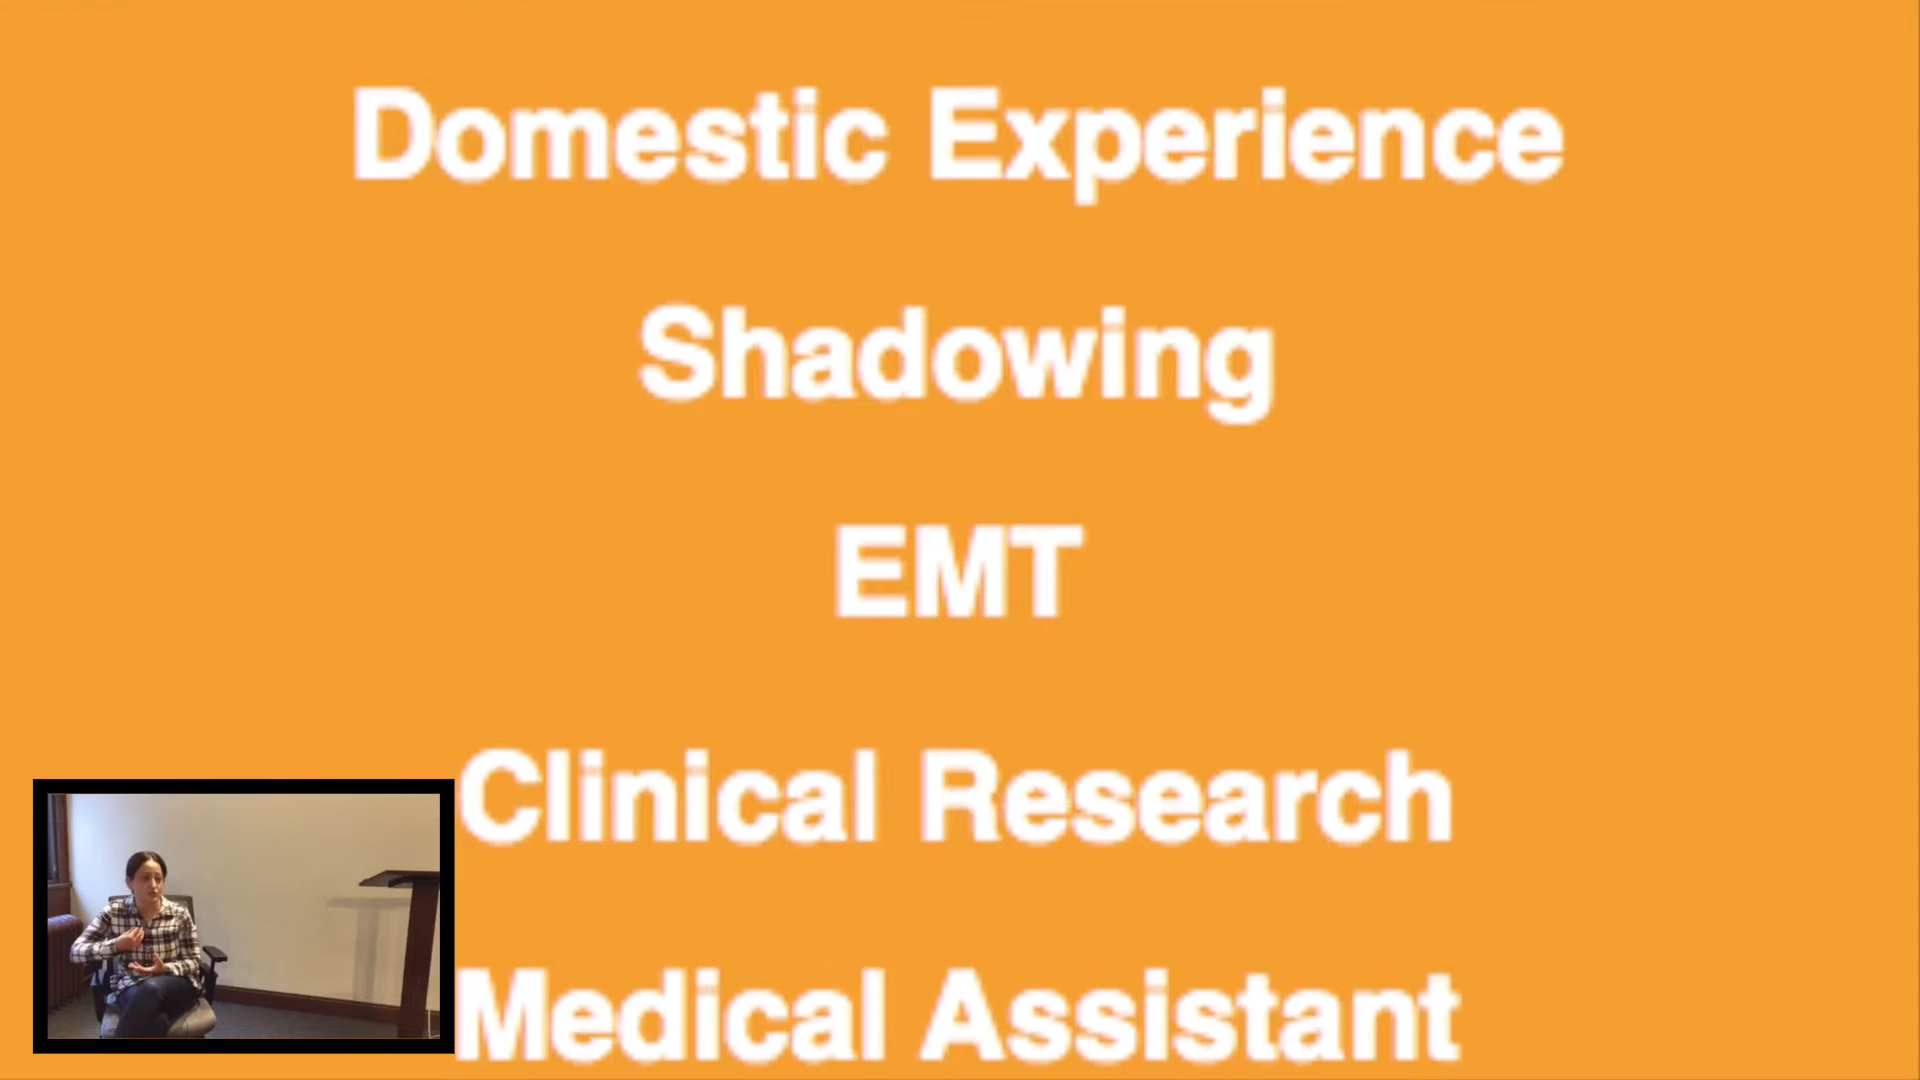 Domestic Experience
Shadowing
EMT
Clinical Research
Medical Assistant